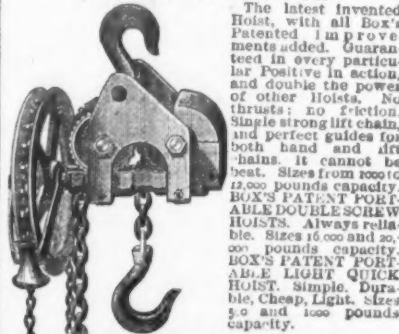 The latest invented
Hoist, with all Box's
Patented Improve
ments added. Guaran
teed in every particu
lar Positive in action,
and double the power
of other Hoists. No
thrusts; no friction.
Single strong lift chain,
and perfect guides for
both hand and lift
chains. It cannot be
beat. Sizes from 1000 to
12,000 pounds capacity.
BOX'S PATENT PORT-
ABLE DOUBLE SCREW
HOISTS. Always relia-
ble. Sizes 16,000 and 20,-
000 pounds capacity.
BOX'S PATENT PORT-
ABLE LIGHT QUICK
HOIST. Simple. Dura-
ble, Cheap, Light. Sizes
500 and 1000 pounds
capacity.